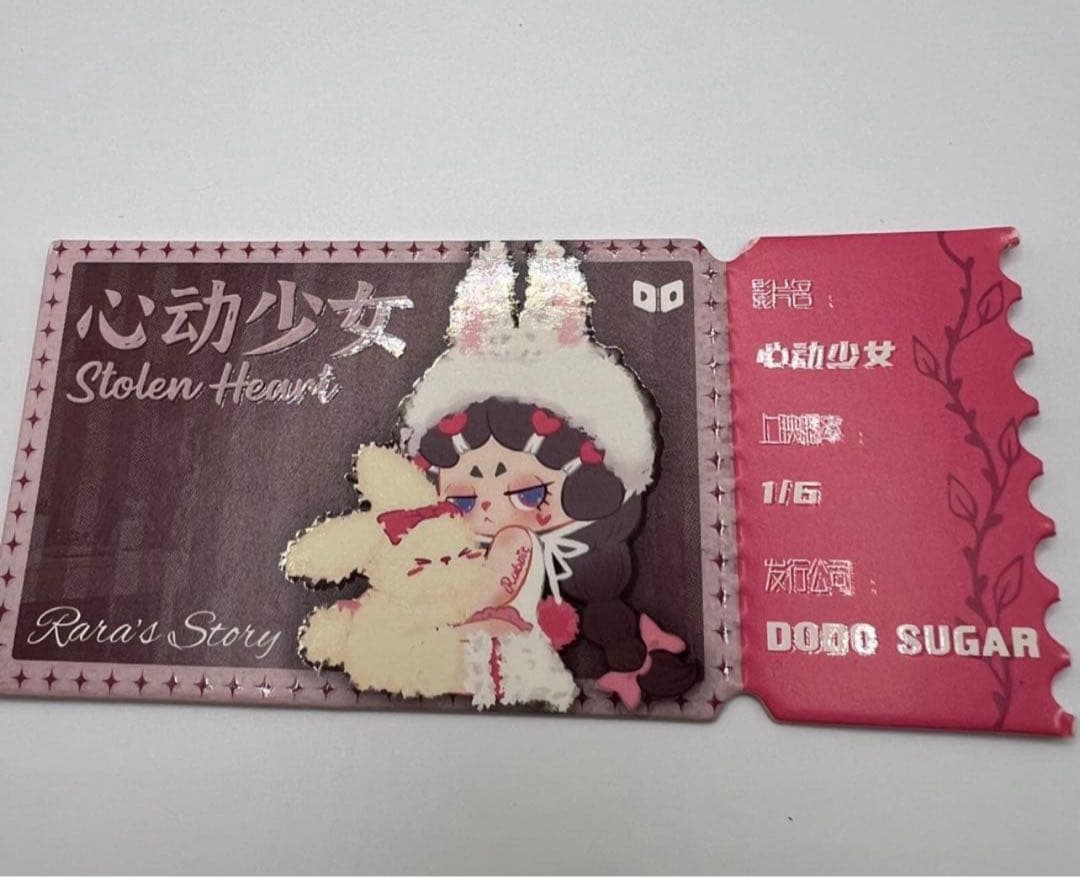 心动少女
Stolen Heart
Rara's Story
影片名：
心动少女
1/6
发行公司：
DODO SUGAR